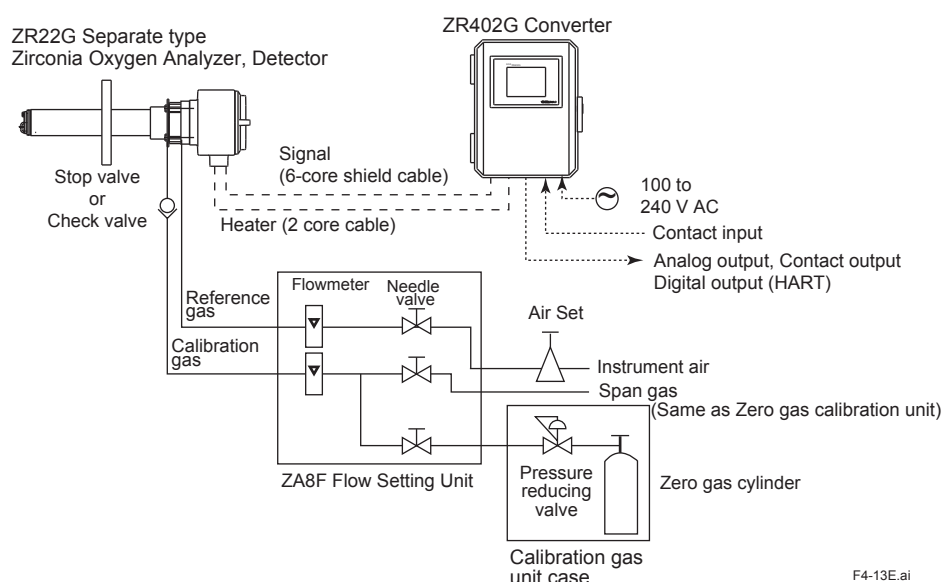 ZR22G Separate type
Zirconia Oxygen Analyzer, Detector
ZR402G Converter
Stop valve
or
Check valve
Signal
(6-core shield cable)
Heater (2 core cable)
100 to
240 V AC
Contact input
Analog output, Contact output
Digital output (HART)
Flowmeter
Needle
valve
Reference
gas
Calibration
gas
Air Set
Instrument air
Span gas
(Same as Zero gas calibration unit)
ZA8F Flow Setting Unit
Pressure
reducing
valve
Zero gas cylinder
Calibration gas
unit case
F4-13E.ai